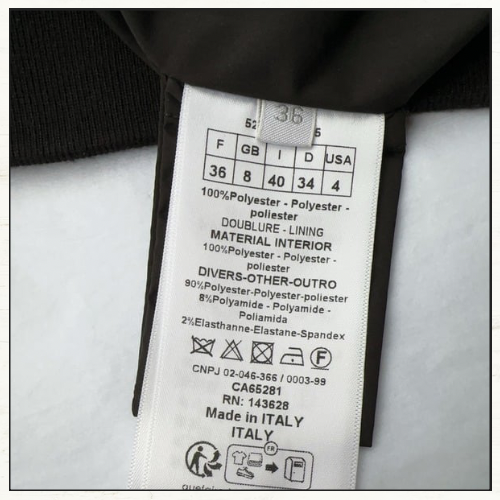 36
52 5
F GB I D USA
36 8 40 34 4
100%Polyester - Polyester -
poliester
DOUBLURE - LINING
MATERIAL INTERIOR
100%Polyester - Polyester -
poliester
DIVERS-OTHER-OUTRO
90%Polyester-Polyester-poliester
8%Polyamide - Polyamide -
Poliamida
2%Elasthanne-Elastane-Spandex
F
CNPJ 02-046-366 / 0003-99
CA65281
RN: 143628
Made in ITALY
ITALY
FR